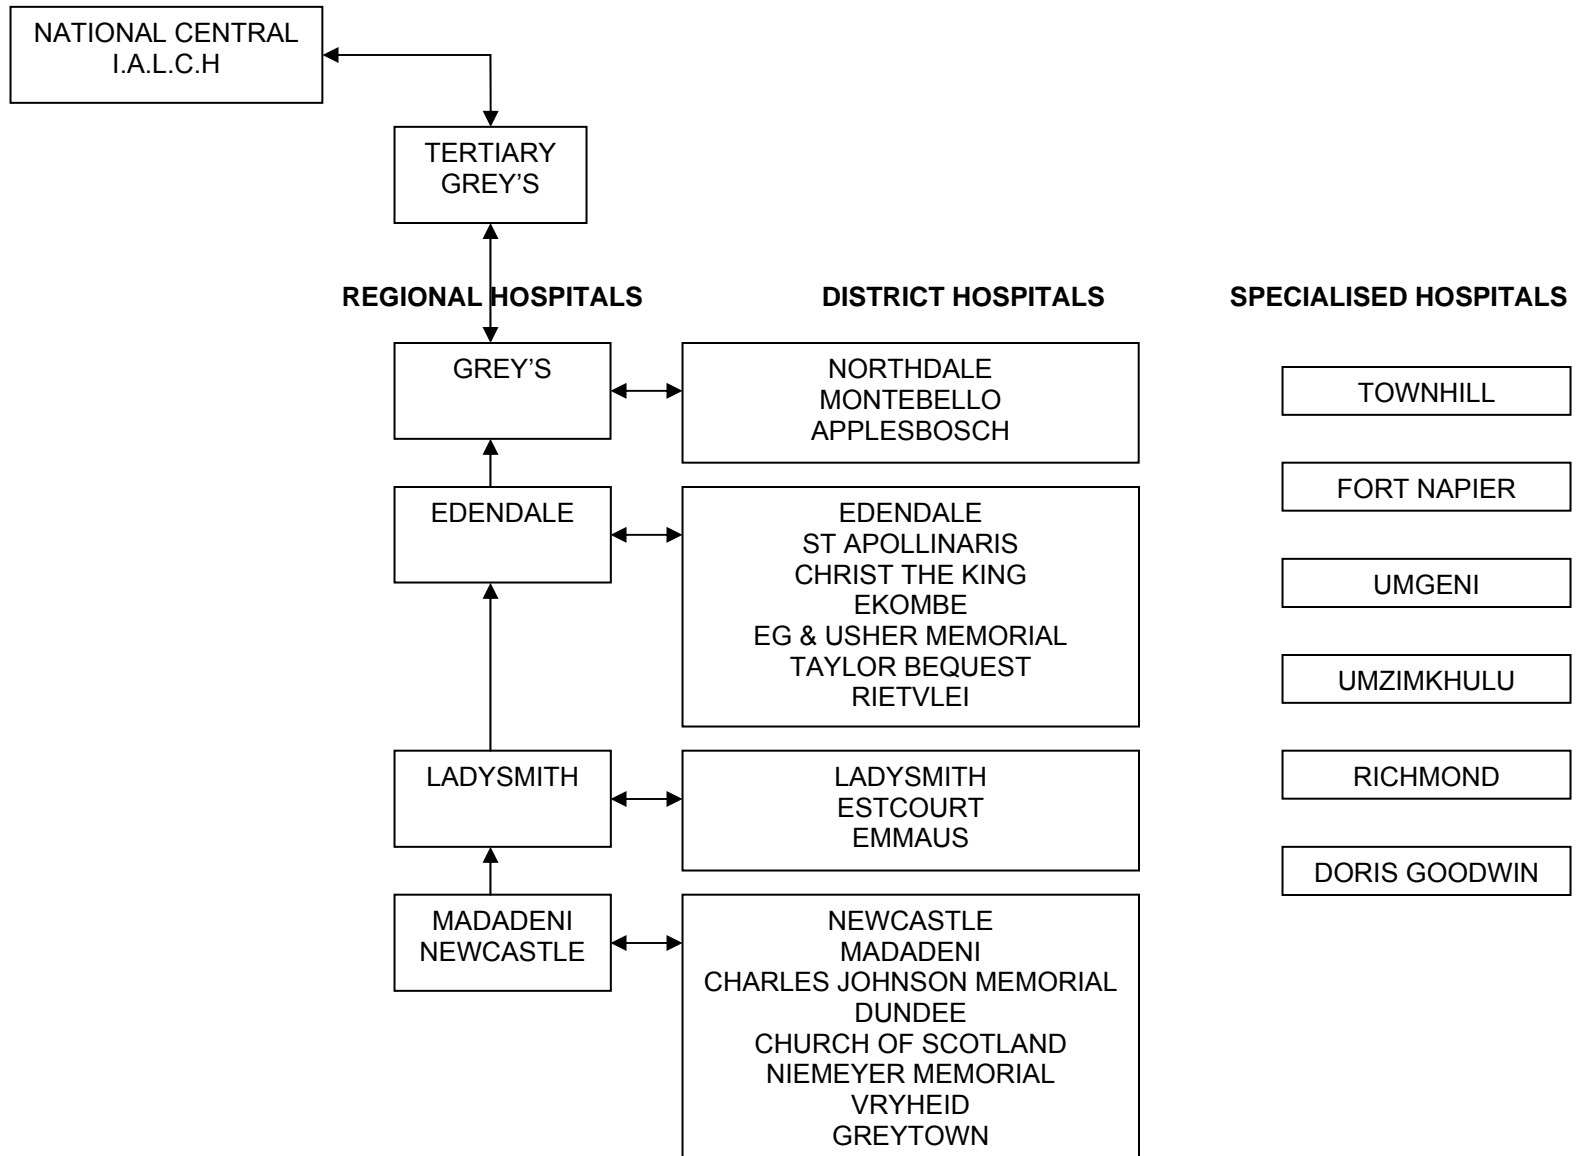 NATIONAL CENTRAL
I.A.L.C.H
TERTIARY
GREY’S
REGIONAL HOSPITALS
DISTRICT HOSPITALS
SPECIALISED HOSPITALS
GREY’S
NORTHDALE
MONTEBELLO
APPLESBOSCH
EDENDALE
EDENDALE
ST APOLLINARIS
CHRIST THE KING
EKOMBE
EG & USHER MEMORIAL
TAYLOR BEQUEST
RIETVLEI
LADYSMITH
LADYSMITH
ESTCOURT
EMMAUS
MADADENI
NEWCASTLE
NEWCASTLE
MADADENI
CHARLES JOHNSON MEMORIAL
DUNDEE
CHURCH OF SCOTLAND
NIEMEYER MEMORIAL
VRYHEID
GREYTOWN
TOWNHILL
FORT NAPIER
UMGENI
UMZIMKHULU
RICHMOND
DORIS GOODWIN